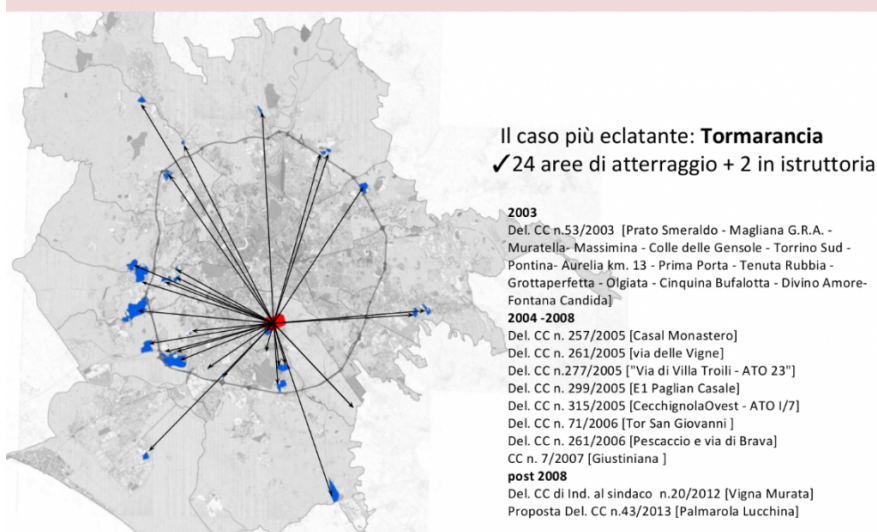 Il caso più eclatante: Tormarancia
✓24 aree di atterraggio + 2 in istruttoria
2003
Del. CC n.53/2003 [Prato Smeraldo - Magliana G.R.A. -
Muratella- Massimina - Colle delle Gensole - Torrino Sud -
Pontina- Aurelia km. 13 - Prima Porta - Tenuta Rubbia -
Grottaperfetta - Olgiata - Cinquina Bufalotta - Divino Amore-
Fontana Candida]
2004 -2008
Del. CC n. 257/2005 [Casal Monastero]
Del. CC n. 261/2005 [via delle Vigne]
Del. CC n.277/2005 ["Via di Villa Troili - ATO 23"]
Del. CC n. 299/2005 [E1 Paglian Casale]
Del. CC n. 315/2005 [CecchignolaOvest - ATO I/7]
Del. CC n. 71/2006 [Tor San Giovanni ]
Del. CC n. 261/2006 [Pescaccio e via di Brava]
CC n. 7/2007 [Giustiniana ]
post 2008
Del. CC di Ind. al sindaco n.20/2012 [Vigna Murata]
Proposta Del. CC n.43/2013 [Palmarola Lucchina]